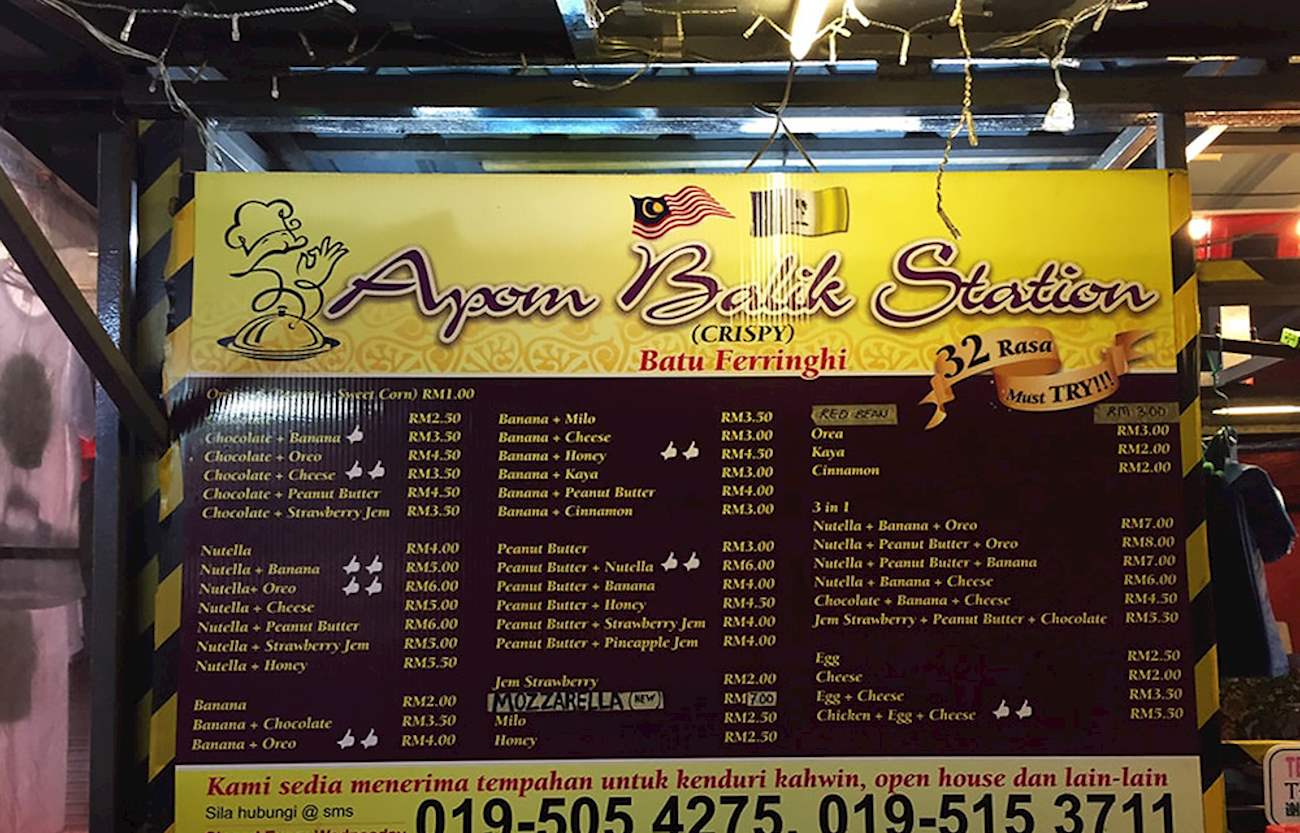 Apom Balik Station
(CRISPY)
Batu Ferringhi
32 Rasa
Must TRY!!!
Sweet Corn) RM1.00
RM2.50
Chocolate + Banana RM3.50
Chocolate + Oreo RM4.50
Chocolate + Cheese RM3.50
Chocolate + Peanut Butter RM4.50
Chocolate + Strawberry Jem RM3.50
Nutella RM4.00
Nutella + Banana RM5.00
Nutella+ Oreo RM6.00
Nutella + Cheese RM5.00
Nutella + Peanut Butter RM6.00
Nutella + Strawberry Jem RM5.00
Nutella + Honey RM5.50
Banana RM2.00
Banana + Chocolate RM3.50
Banana + Oreo RM4.00
Banana + Milo RM3.50
Banana + Cheese RM3.00
Banana + Honey RM4.50
Banana + Kaya RM3.00
Banana + Peanut Butter RM4.00
Banana + Cinnamon RM3.00
Peanut Butter RM3.00
Peanut Butter + Nutella RM6.00
Peanut Butter + Banana RM4.00
Peanut Butter + Honey RM4.50
Peanut Butter + Strawberry Jem RM4.00
Peanut Butter + Pineapple Jem RM4.00
Jem Strawberry RM2.00
MOZZARELLA (NEW) RM 7.00
Milo RM2.50
Honey RM2.50
RED BEAN RM 3.00
Orea RM3.00
Kaya RM2.00
Cinnamon RM2.00
3 in 1
Nutella + Banana + Oreo RM7.00
Nutella + Peanut Butter + Oreo RM8.00
Nutella + Peanut Butter + Banana RM7.00
Nutella + Banana + Cheese RM6.00
Chocolate + Banana + Cheese RM4.50
Jem Strawberry + Peanut Butter + Chocolate RM5.50
Egg RM2.50
Cheese RM2.00
Egg + Cheese RM3.50
Chicken + Egg + Cheese RM5.50
Kami sedia menerima tempahan untuk kenduri kahwin, open house dan lain-lain
Sila hubungi @ sms
019-505 4275, 019-515 3711
Wednesday